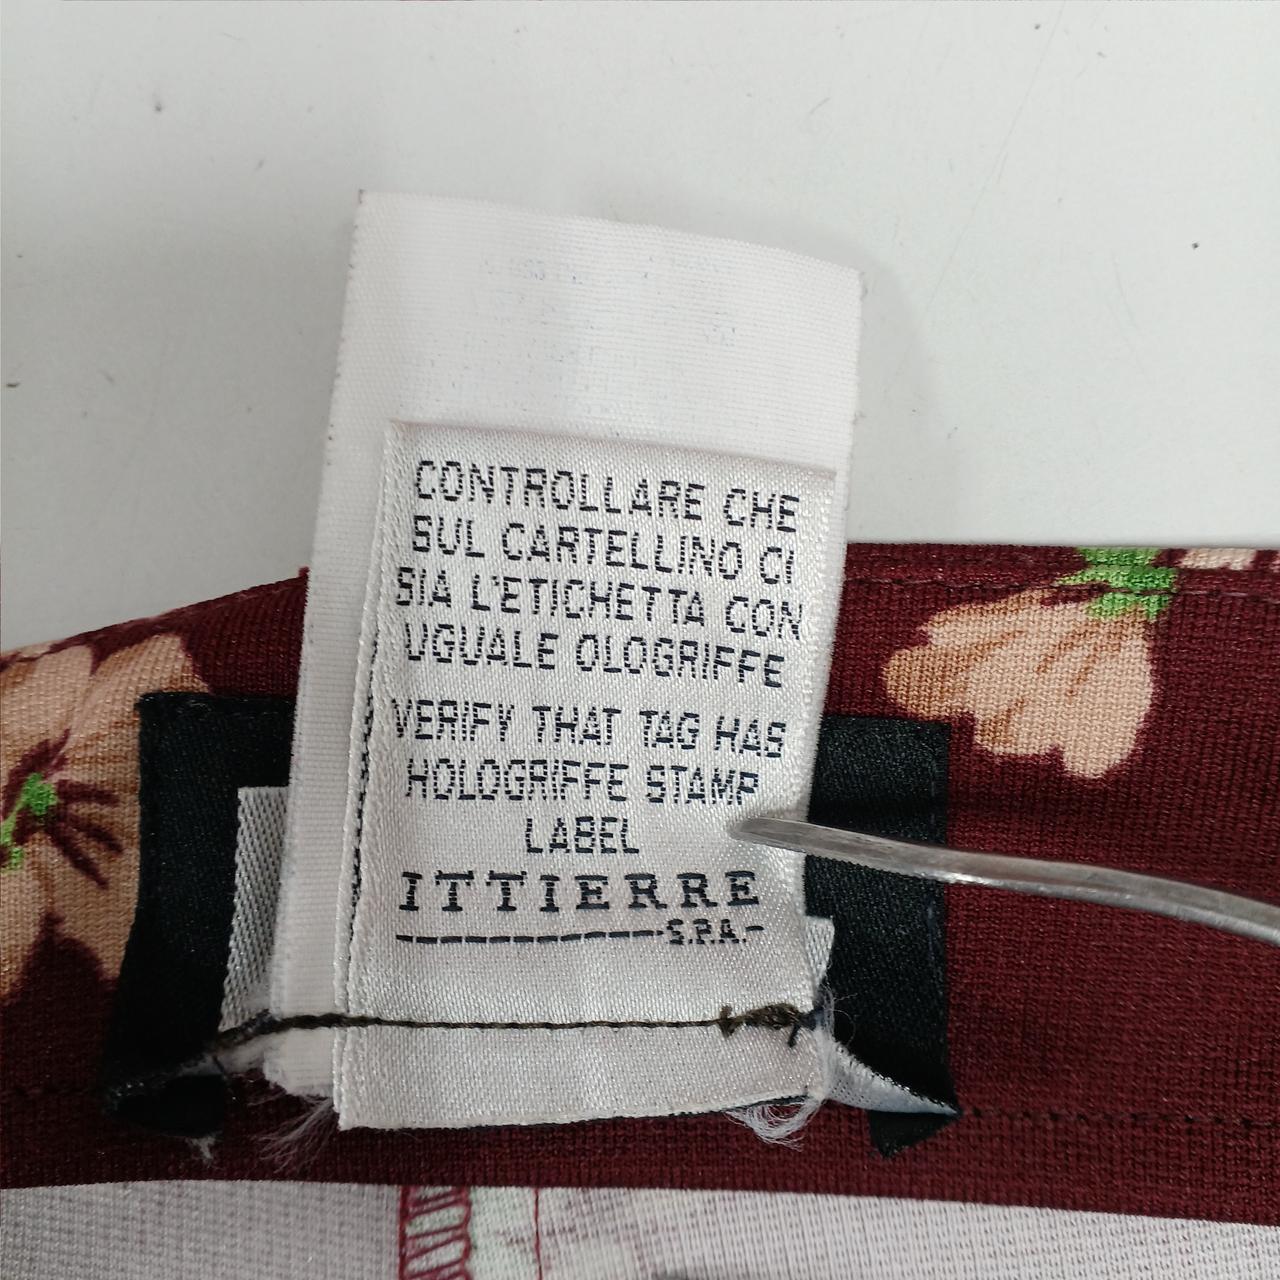 CONTROLLARE CHE
SUL CARTELLINO CI
SIA L'ETICHETTA CON
UGUALE OLOGRIFFE
VERIFY THAT TAG HAS
HOLOGRIFFE STAMP
LABEL
ITTIERRE
S.P.A.